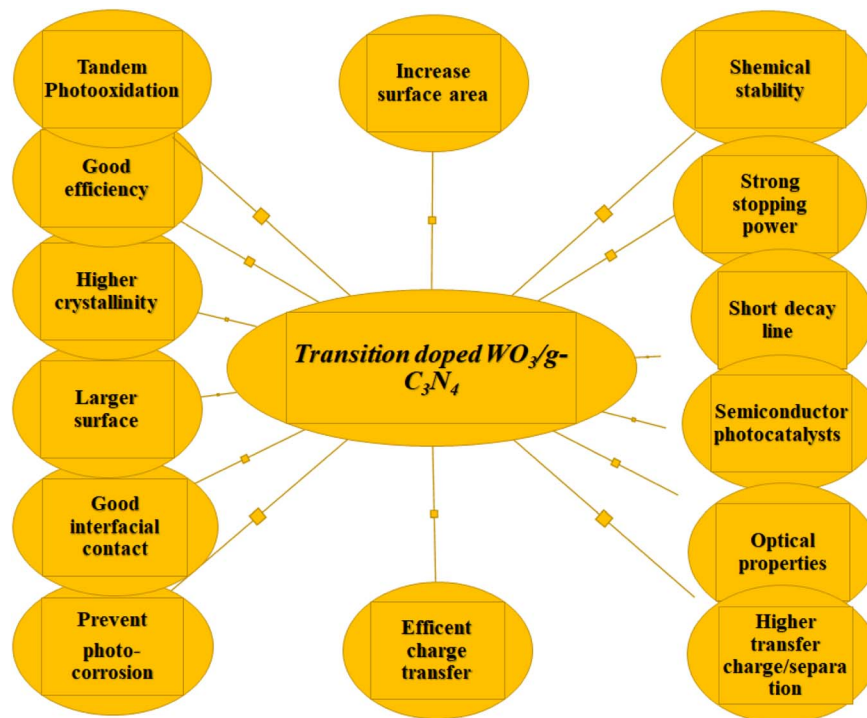 Tandem
Photooxidation
Increase
surface area
Shemical
stability
Good
efficiency
Strong
stopping
power
Higher
crystallinity
Short decay
line
Transition doped WO3/g-
C3N4
Larger
surface
Semiconductor
photocatalysts
Good
interfacial
contact
Optical
properties
Prevent
photo-
corrosion
Efficent
charge
transfer
Higher
transfer
charge/separa
tion